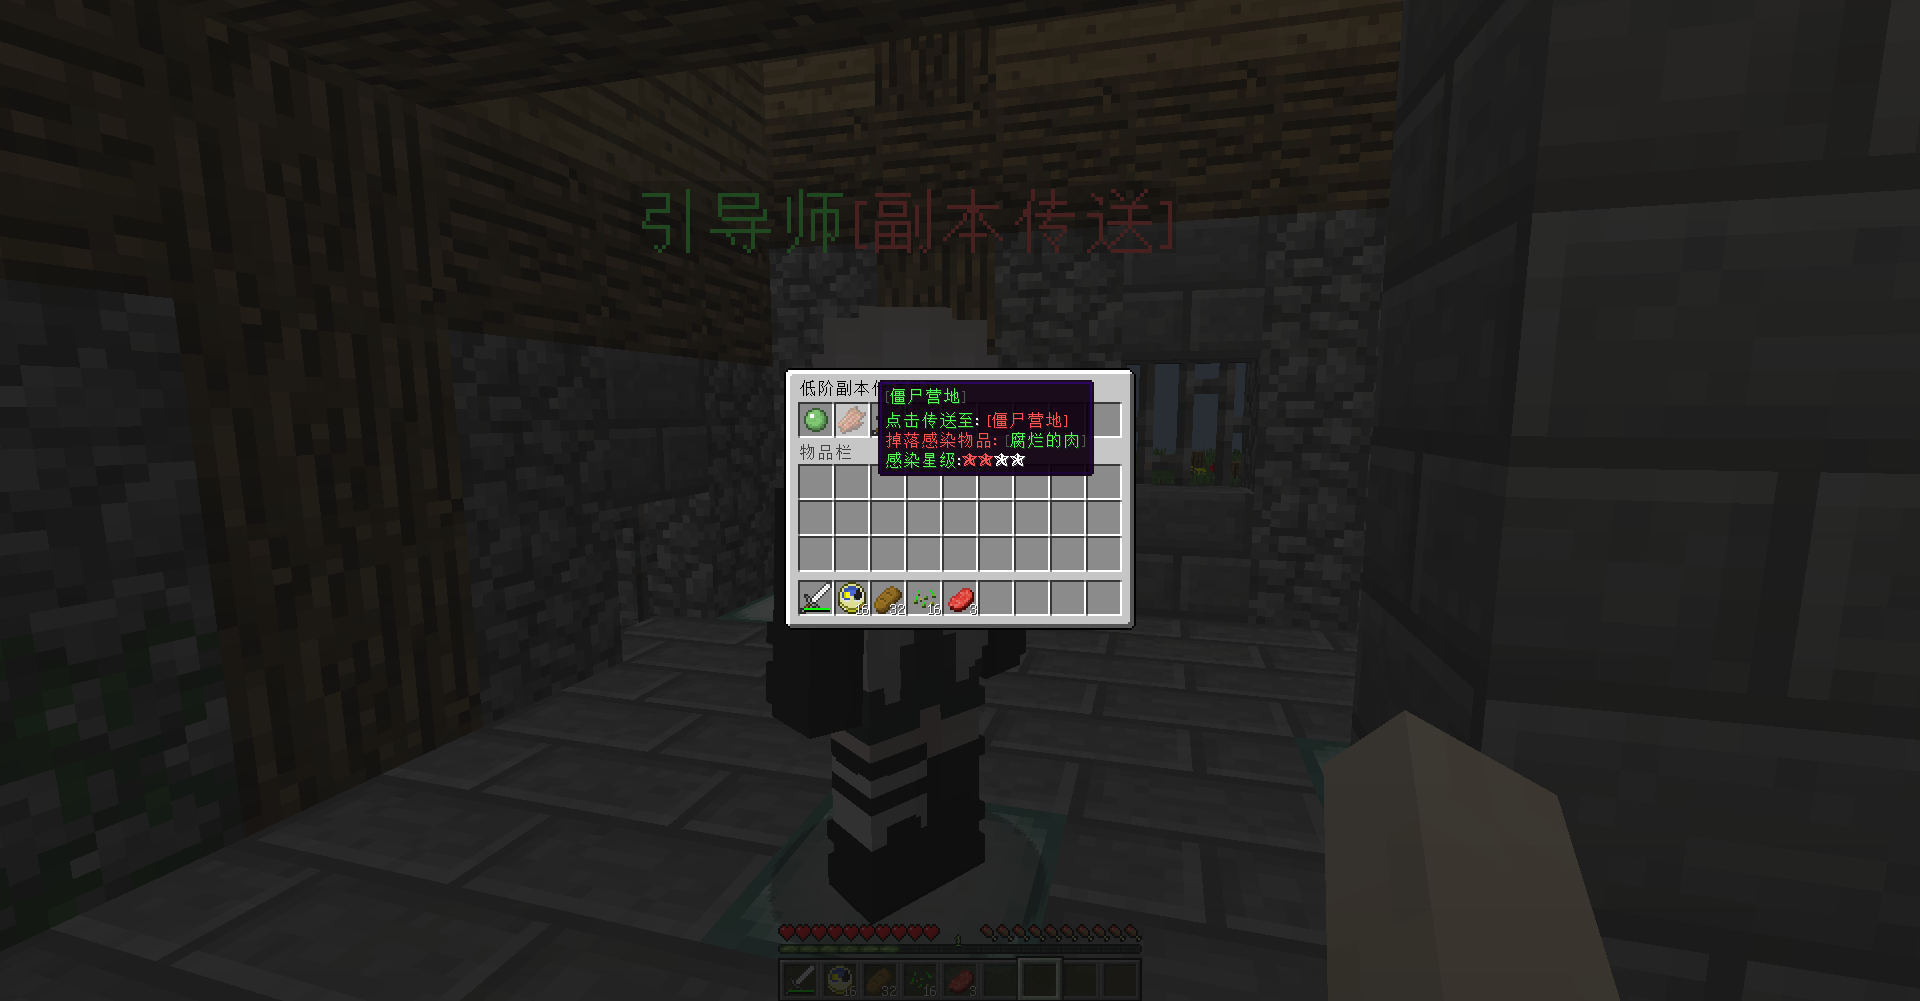 引导师[副本传送]
低阶副本
[僵尸营地]
点击传送至: [僵尸营地]
掉落感染物品: [腐烂的肉]
感染星级:★★☆☆
物品栏
16
32
16
3
1
16
32
16
3